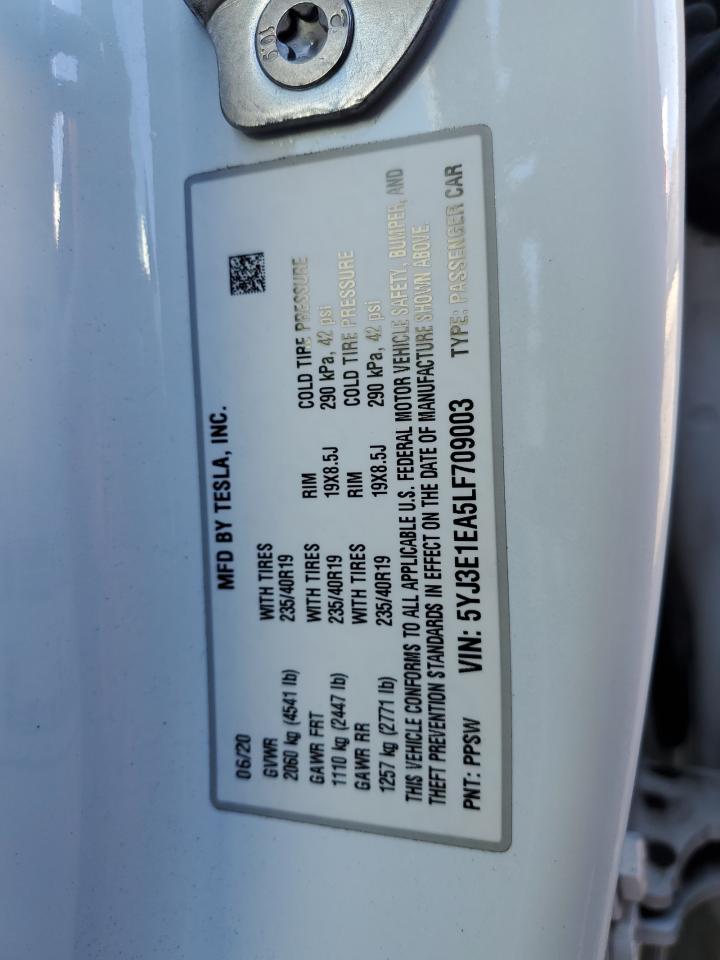 06/20 MFD BY TESLA, INC.
GVWR WITH TIRES RIM COLD TIRE PRESSURE
2060 kg (4541 lb) 235/40R19 19X8.5J 290 kPa, 42 psi
GAWR FRT WITH TIRES RIM COLD TIRE PRESSURE
1110 kg (2447 lb) 235/40R19 19X8.5J 290 kPa, 42 psi
GAWR RR WITH TIRES
1257 kg (2771 lb) 235/40R19
THIS VEHICLE CONFORMS TO ALL APPLICABLE U.S. FEDERAL MOTOR VEHICLE SAFETY, BUMPER, AND
THEFT PREVENTION STANDARDS IN EFFECT ON THE DATE OF MANUFACTURE SHOWN ABOVE.
PNT: PPSW VIN: 5YJ3E1EA5LF709003 TYPE: PASSENGER CAR